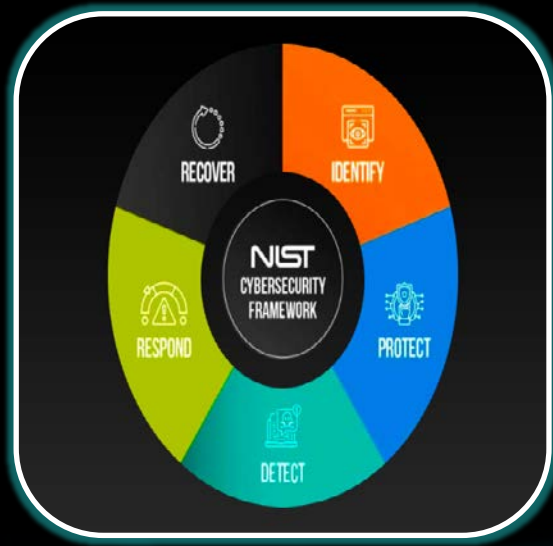 RECOVER
IDENTIFY
NIST
CYBERSECURITY
FRAMEWORK
RESPOND
PROTECT
DETECT